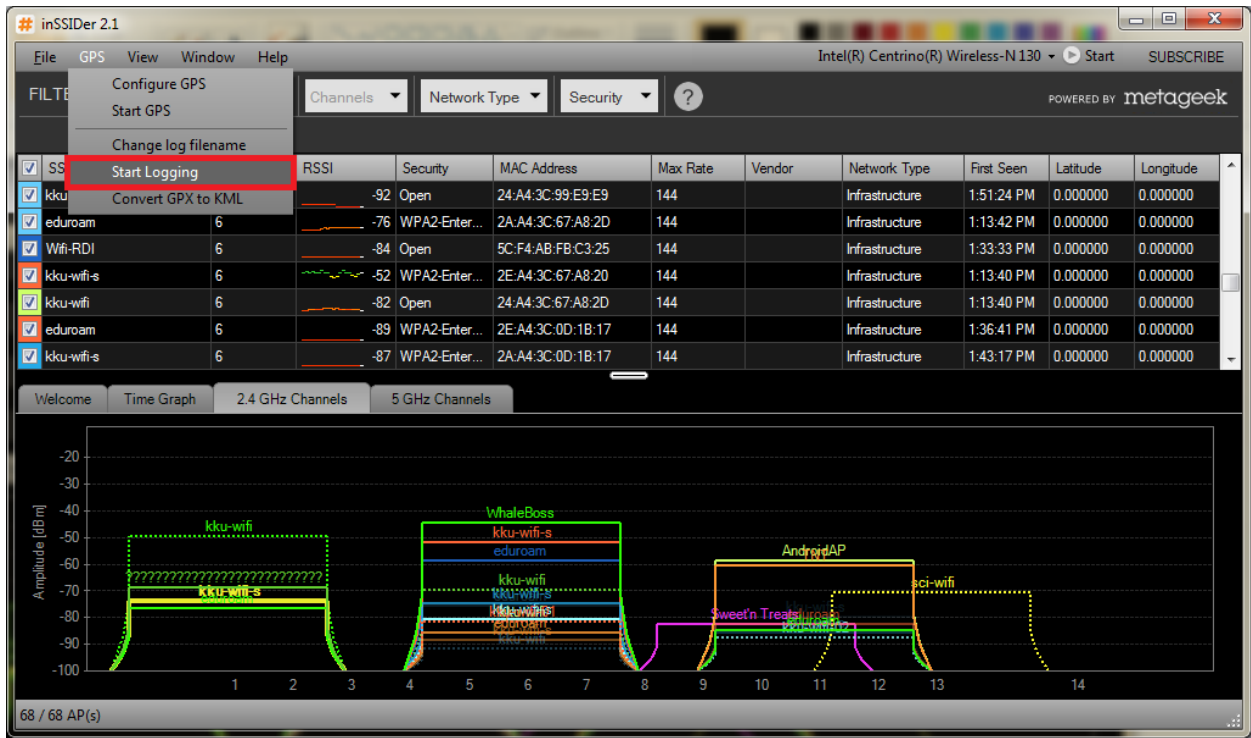 inSSIDer 2.1
File GPS View Window Help
Intel(R) Centrino(R) Wireless-N 130 Start SUBSCRIBE
Configure GPS
Start GPS
Change log filename
Start Logging
Convert GPX to KML
FILTE Channels Network Type Security ? POWERED BY metageek
SS RSSI Security MAC Address Max Rate Vendor Network Type First Seen Latitude Longitude
kku -92 Open 24:A4:3C:99:E9:E9 144 Infrastructure 1:51:24 PM 0.000000 0.000000
eduroam 6 -76 WPA2-Enter... 2A:A4:3C:67:A8:2D 144 Infrastructure 1:13:42 PM 0.000000 0.000000
Wifi-RDI 6 -84 Open 5C:F4:AB:FB:C3:25 144 Infrastructure 1:33:33 PM 0.000000 0.000000
kku-wifi-s 6 -52 WPA2-Enter... 2E:A4:3C:67:A8:20 144 Infrastructure 1:13:40 PM 0.000000 0.000000
kku-wifi 6 -82 Open 24:A4:3C:67:A8:2D 144 Infrastructure 1:13:40 PM 0.000000 0.000000
eduroam 6 -89 WPA2-Enter... 2E:A4:3C:0D:1B:17 144 Infrastructure 1:36:41 PM 0.000000 0.000000
kku-wifi-s 6 -87 WPA2-Enter... 2A:A4:3C:0D:1B:17 144 Infrastructure 1:43:17 PM 0.000000 0.000000
Welcome Time Graph 2.4 GHz Channels 5 GHz Channels
Amplitude [dBm]
-20
-30
-40
-50
-60
-70
-80
-90
-100
kku-wifi
???????????????????????????
kku-wifi-s
eduroam
WhaleBoss
kku-wifi-s
eduroam
kku-wifi
kku-wifi-s
eduroam
kku-wifi
AndroidAP
Sweet'n Treats
eduroam
sci-wifi
1 2 3 4 5 6 7 8 9 10 11 12 13 14
68 / 68 AP(s)